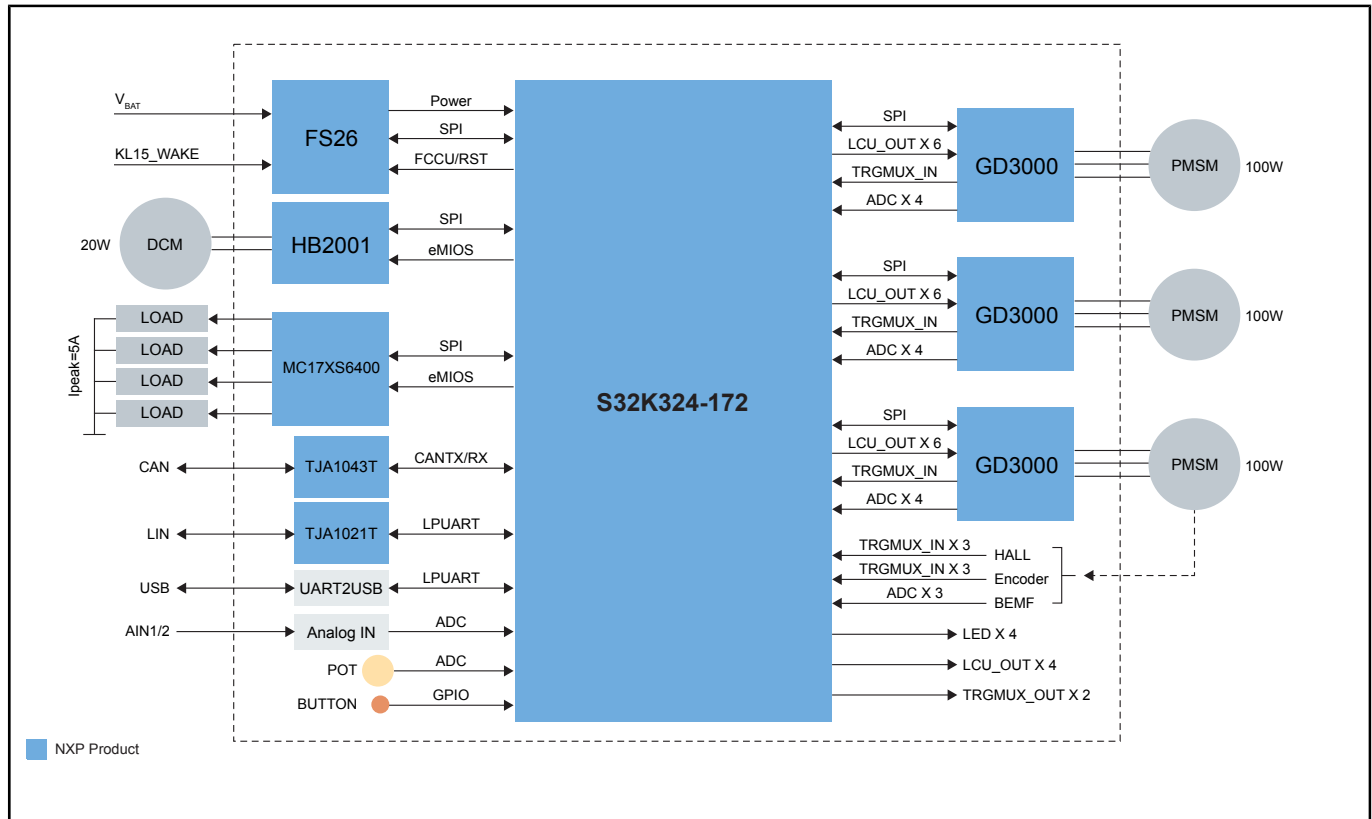 V_BAT
KL15_WAKE
FS26
Power
SPI
FCCU/RST
20W
DCM
HB2001
SPI
eMIOS
Ipeak=5A
LOAD
LOAD
LOAD
LOAD
MC17XS6400
SPI
eMIOS
CAN
TJA1043T
CANTX/RX
LIN
TJA1021T
LPUART
USB
UART2USB
LPUART
AIN1/2
Analog IN
ADC
POT
ADC
BUTTON
GPIO
S32K324-172
SPI
LCU_OUT X 6
TRGMUX_IN
ADC X 4
GD3000
PMSM
100W
SPI
LCU_OUT X 6
TRGMUX_IN
ADC X 4
GD3000
PMSM
100W
SPI
LCU_OUT X 6
TRGMUX_IN
ADC X 4
GD3000
PMSM
100W
TRGMUX_IN X 3
HALL
TRGMUX_IN X 3
Encoder
ADC X 3
BEMF
LED X 4
LCU_OUT X 4
TRGMUX_OUT X 2
NXP Product